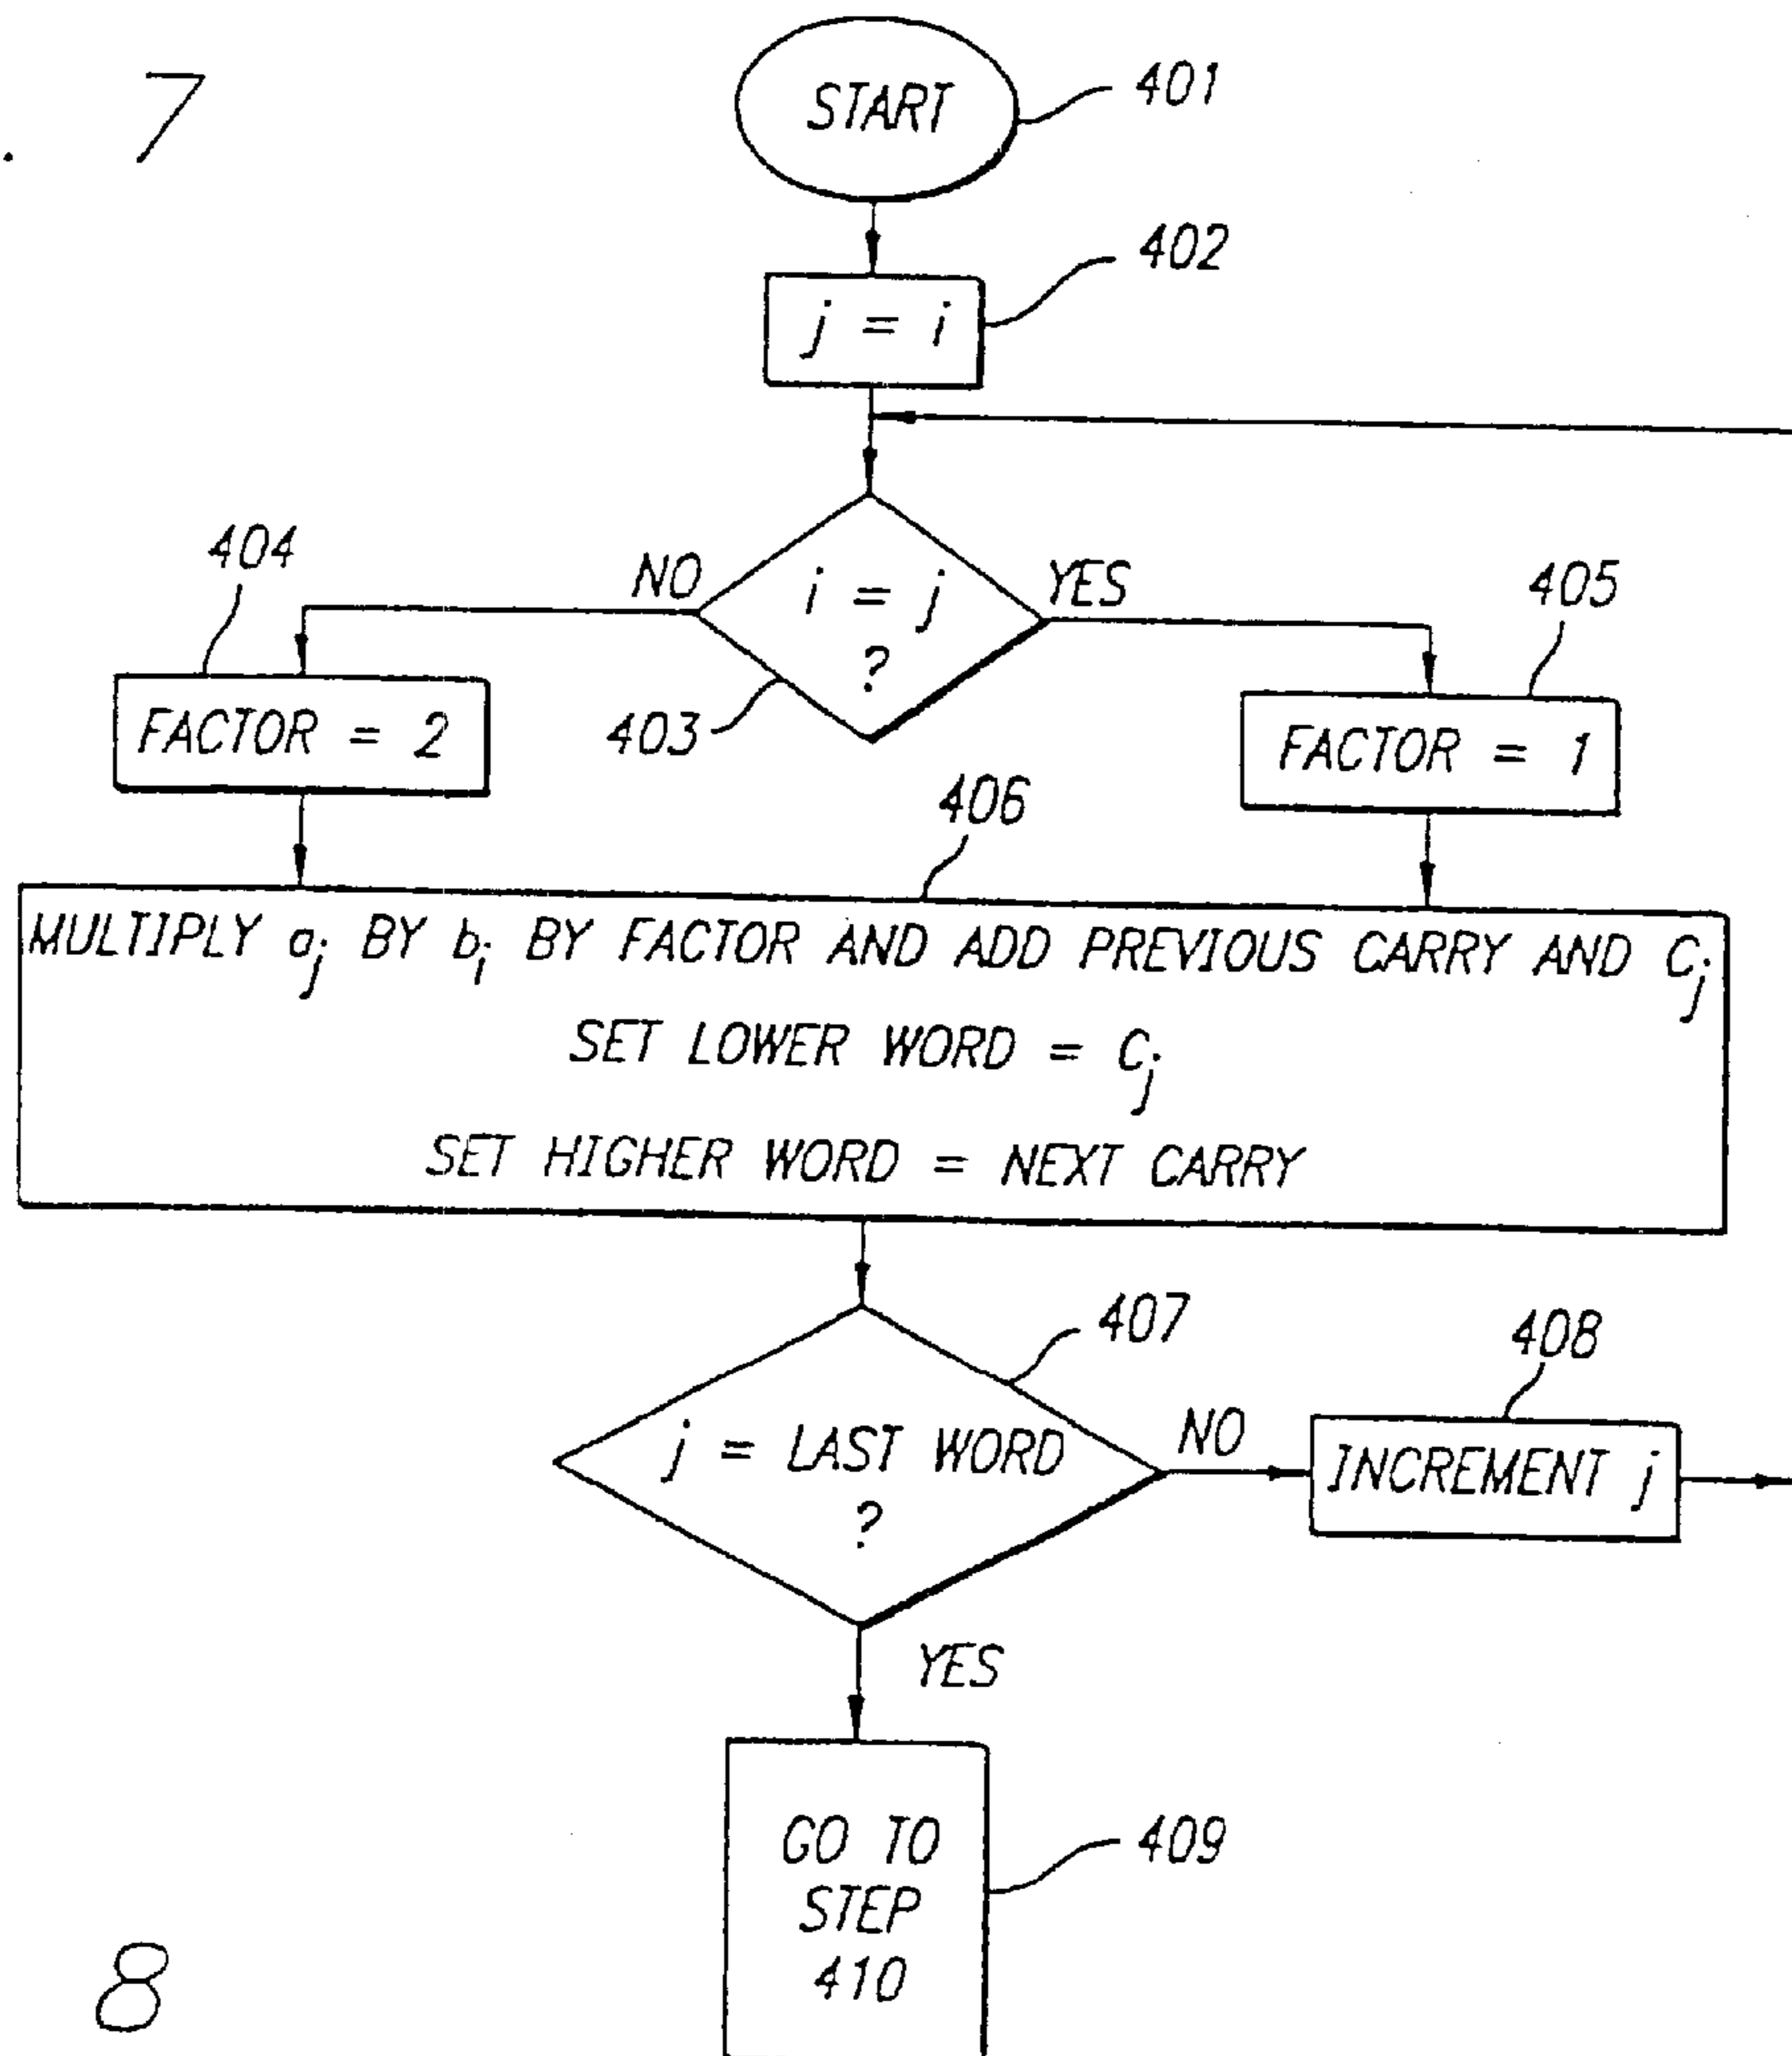 . 7
START
401
j = i
402
404
NO
i = j
?
YES
405
403
FACTOR = 2
FACTOR = 1
406
MULTIPLY aj BY bi BY FACTOR AND ADD PREVIOUS CARRY AND Cj
SET LOWER WORD = Cj
SET HIGHER WORD = NEXT CARRY
407
408
j = LAST WORD
?
NO
INCREMENT j
YES
GO TO
STEP
410
409
8